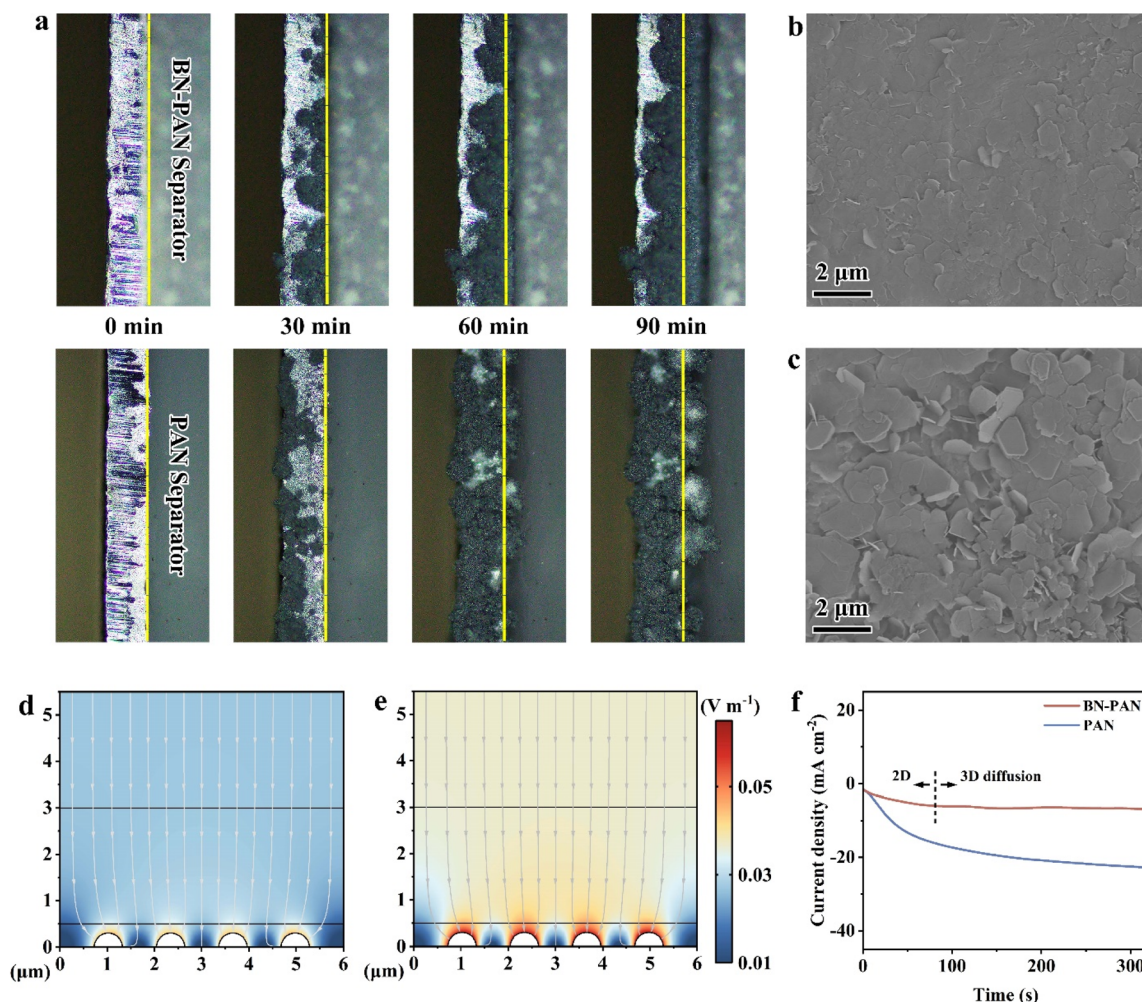 a
BN-PAN Separator
0 min
30 min
60 min
90 min
PAN Separator
b
2 μm
c
2 μm
d
5
4
3
2
1
0
0 1 2 3 4 5 6
(μm)
e
(V m⁻¹)
0.05
0.03
0.01
5
4
3
2
1
0
0 1 2 3 4 5 6
(μm)
f
BN-PAN
PAN
2D
3D diffusion
Current density (mA cm⁻²)
20
0
-20
-40
0 100 200 300
Time (s)